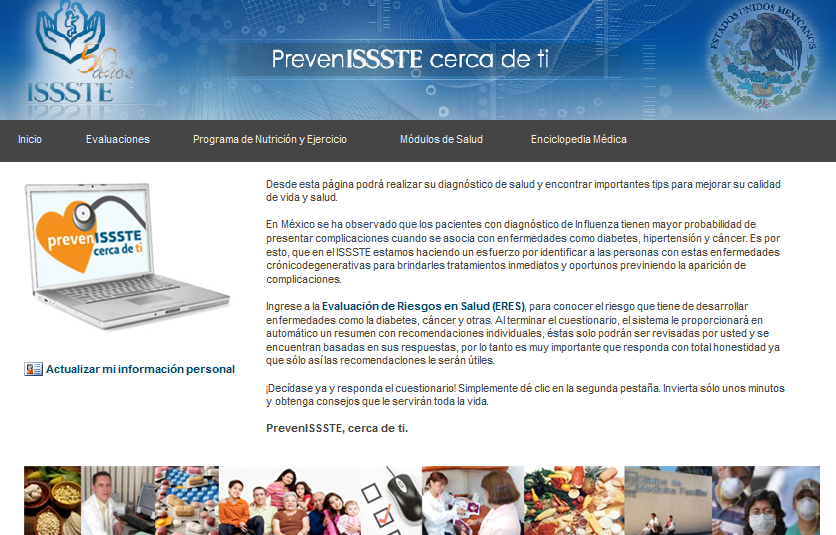 50
años
ISSSTE
PrevenISSSTE cerca de ti
ESTADOS UNIDOS MEXICANOS
Inicio Evaluaciones Programa de Nutrición y Ejercicio Módulos de Salud Enciclopedia Médica
prevenISSSTE
cerca de ti
Desde esta página podrá realizar su diagnóstico de salud y encontrar importantes tips para mejorar su calidad
de vida y salud.
En México se ha observado que los pacientes con diagnóstico de Influenza tienen mayor probabilidad de
presentar complicaciones cuando se asocia con enfermedades como diabetes, hipertensión y cáncer. Es por
esto, que en el ISSSTE estamos haciendo un esfuerzo por identificar a las personas con estas enfermedades
crónicodegenerativas para brindarles tratamientos inmediatos y oportunos previniendo la aparición de
complicaciones.
Ingrese a la Evaluación de Riesgos en Salud (ERES), para conocer el riesgo que tiene de desarrollar
enfermedades como la diabetes, cáncer y otras. Al terminar el cuestionario, el sistema le proporcionará en
automático un resumen con recomendaciones individuales, éstas solo podrán ser revisadas por usted y se
encuentran basadas en sus respuestas, por lo tanto es muy importante que responda con total honestidad ya
que sólo así las recomendaciones le serán útiles.
Actualizar mi información personal
¡Decídase ya y responda el cuestionario! Simplemente dé clic en la segunda pestaña. Invierta sólo unos minutos
y obtenga consejos que le servirán toda la vida.
PrevenISSSTE, cerca de ti.
Clinica de
Medicina Familiar